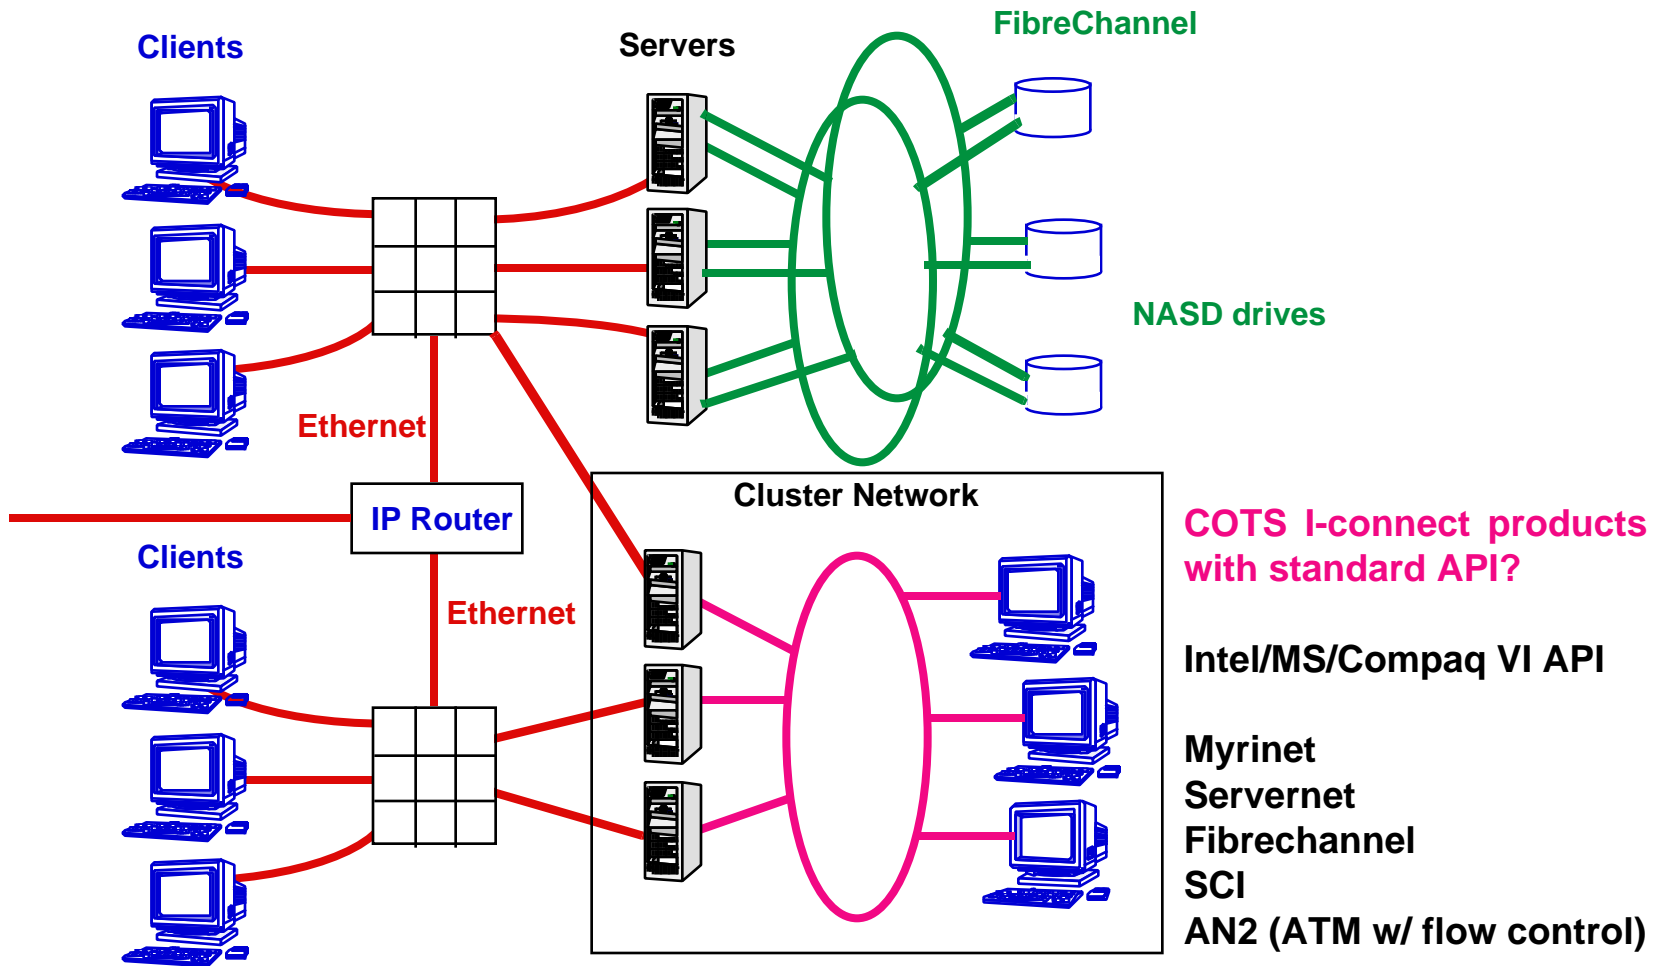 Clients
Servers
FibreChannel
NASD drives
Ethernet
IP Router
Cluster Network
COTS I-connect products
with standard API?
Clients
Ethernet
Intel/MS/Compaq VI API
Myrinet
Servernet
Fibrechannel
SCI
AN2 (ATM w/ flow control)